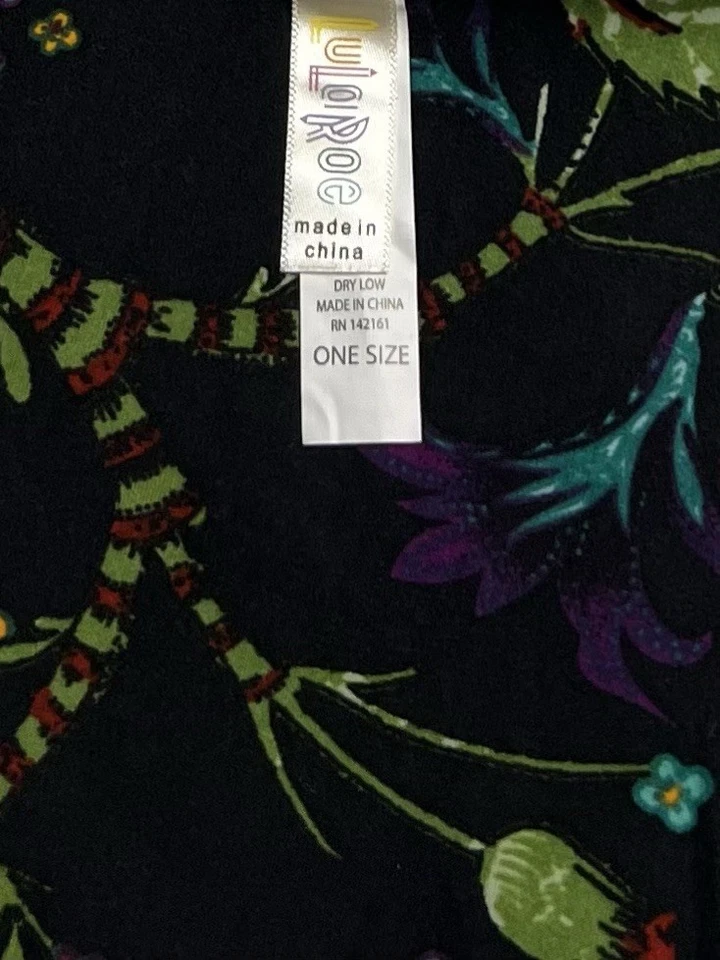 LuLaRoe
made in
china
DRY LOW
MADE IN CHINA
RN 142161
ONE SIZE